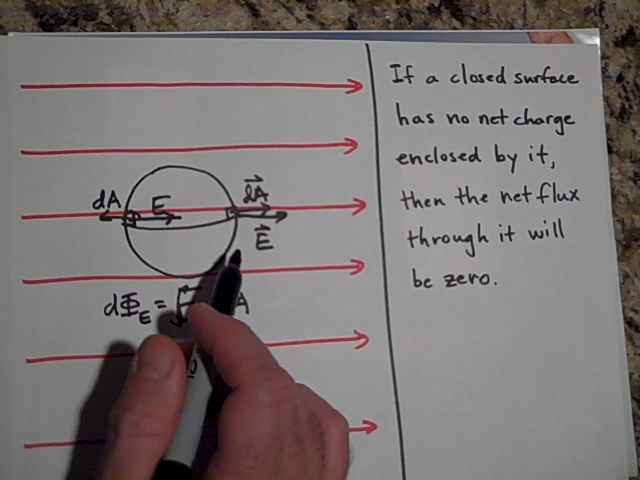 If a closed surface
has no net charge
enclosed by it,
then the net flux
through it will
be zero.
dA
E
dA
E
dΦE =
A